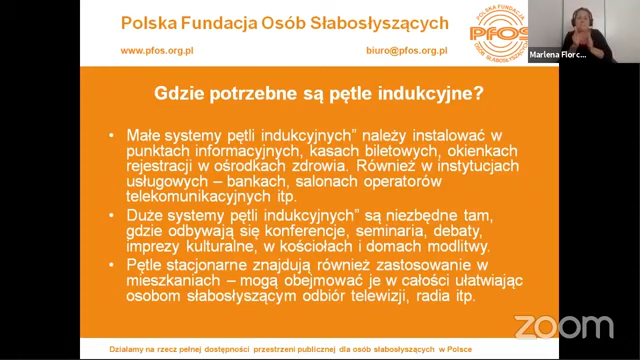 Polska Fundacja Osób Słabosłyszących
www.pfos.org.pl
biuro@pfos.org.pl
POLSKA FUNDACJA
PFOS
OSÓB SŁABOSŁYSZĄCYCH
Marlena Florc...
Gdzie potrzebne są pętle indukcyjne?
• Małe systemy pętli indukcyjnych” należy instalować w
punktach informacyjnych, kasach biletowych, okienkach
rejestracji w ośrodkach zdrowia. Również w instytucjach
usługowych – bankach, salonach operatorów
telekomunikacyjnych itp.
• Duże systemy pętli indukcyjnych” są niezbędne tam,
gdzie odbywają się konferencje, seminaria, debaty,
imprezy kulturalne, w kościołach i domach modlitwy.
• Pętle stacjonarne znajdują również zastosowanie w
mieszkaniach – mogą obejmować je w całości ułatwiając
osobom słabosłyszącym odbiór telewizji, radia itp.
zoom
Działamy na rzecz pełnej dostępności przestrzeni publicznej dla osób słabosłyszących w Polsce